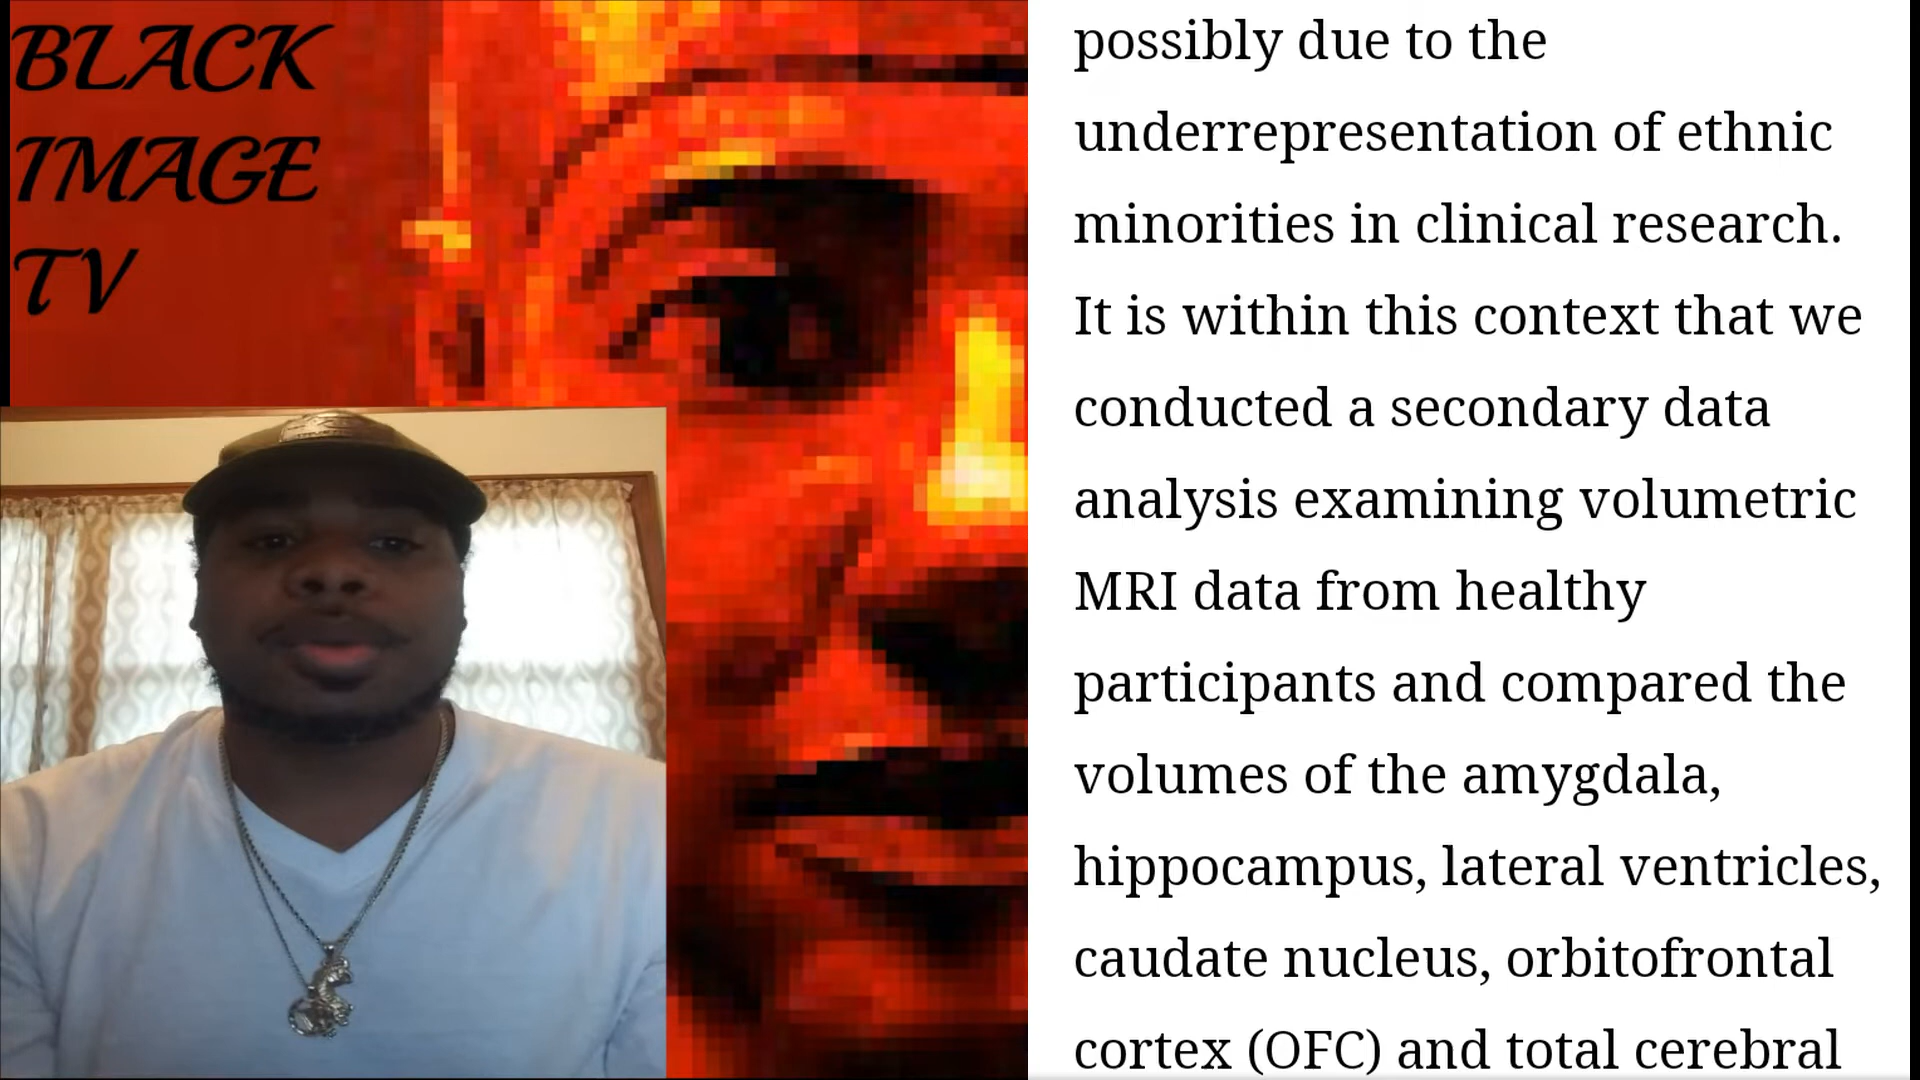 BLACK
IMAGE
TV
possibly due to the
underrepresentation of ethnic
minorities in clinical research.
It is within this context that we
conducted a secondary data
analysis examining volumetric
MRI data from healthy
participants and compared the
volumes of the amygdala,
hippocampus, lateral ventricles,
caudate nucleus, orbitofrontal
cortex (OFC) and total cerebral